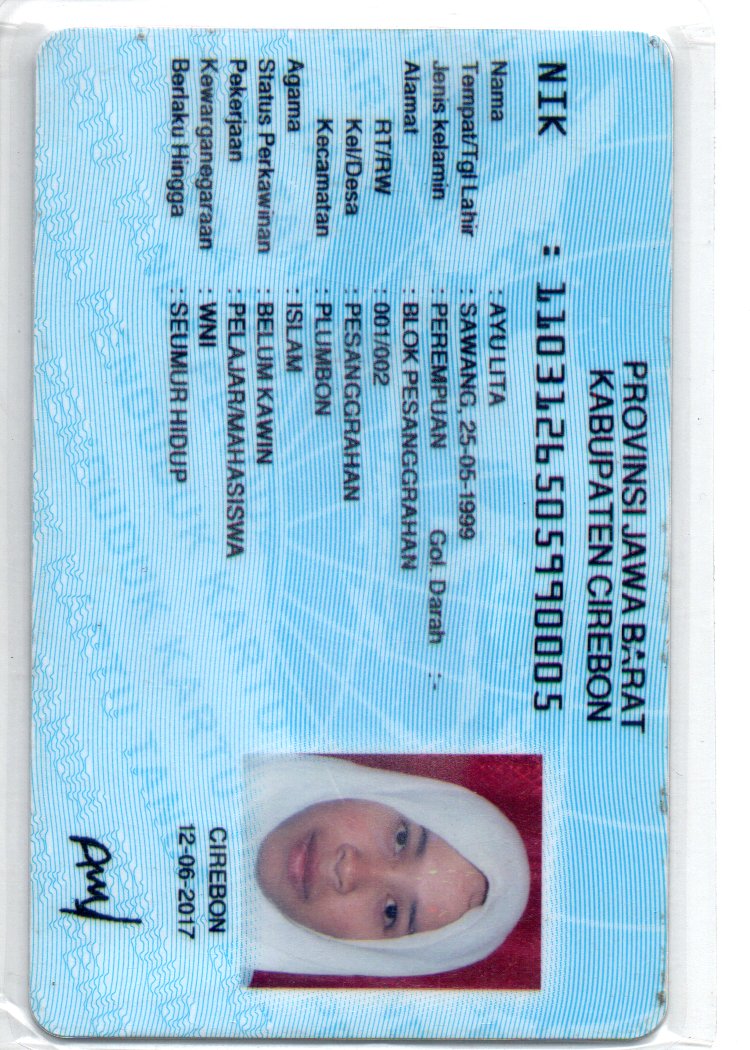 PROVINSI JAWA BARAT
KABUPATEN CIREBON
NIK : 1103126505990005
Nama : AYU LITA
Tempat/Tgl Lahir : SAWANG, 25-05-1999
Jenis kelamin : PEREMPUAN Gol. Darah : -
Alamat : BLOK PESANGGRAHAN
RT/RW : 001/002
Kel/Desa : PESANGGRAHAN
Kecamatan : PLUMBON
Agama : ISLAM
Status Perkawinan : BELUM KAWIN
Pekerjaan : PELAJAR/MAHASISWA
Kewarganegaraan : WNI
Berlaku Hingga : SEUMUR HIDUP
CIREBON
12-06-2017